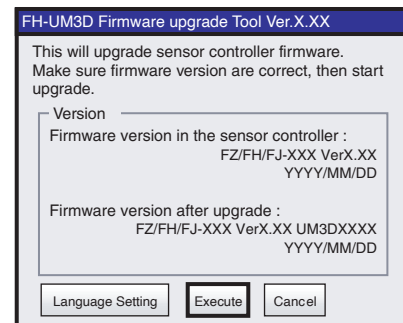 FH-UM3D Firmware upgrade Tool Ver.X.XX
This will upgrade sensor controller firmware.
Make sure firmware version are correct, then start
upgrade.
Version
Firmware version in the sensor controller :
FZ/FH/FJ-XXX VerX.XX
YYYY/MM/DD
Firmware version after upgrade :
FZ/FH/FJ-XXX VerX.XX UM3DXXXX
YYYY/MM/DD
Language Setting Execute Cancel